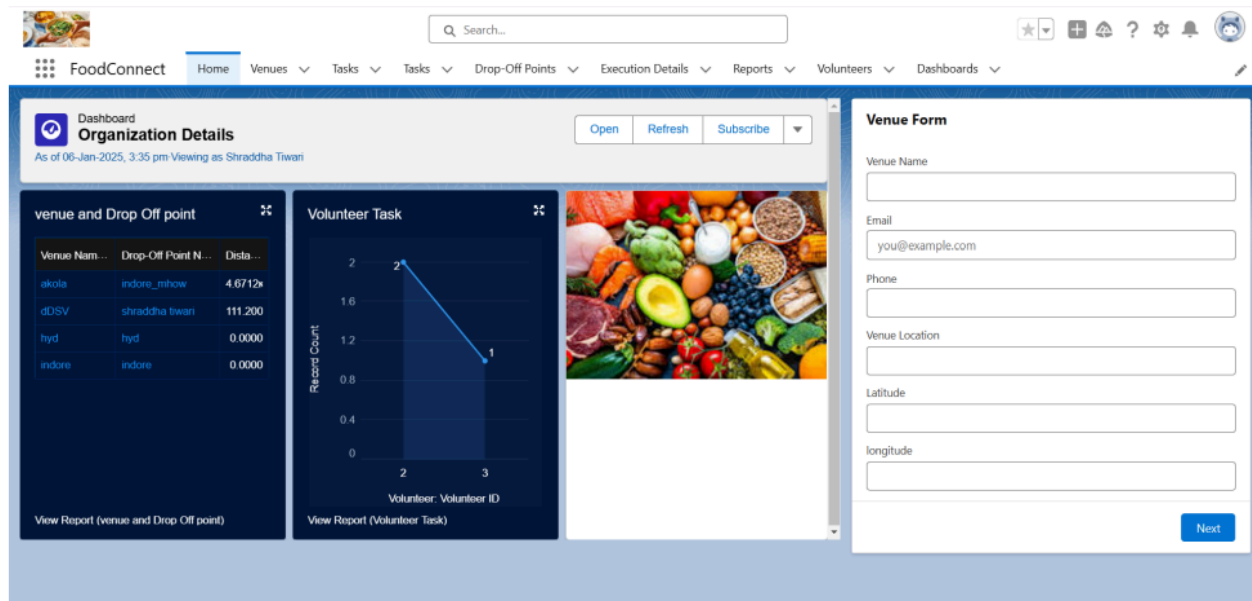 Search...
FoodConnect Home Venues Tasks Tasks Drop-Off Points Execution Details Reports Volunteers Dashboards
Dashboard
Organization Details
As of 06-Jan-2025, 3:35 pm·Viewing as Shraddha Tiwari
Open Refresh Subscribe
venue and Drop Off point
Venue Nam... Drop-Off Point N... Dista...
akola indore_mhow 4.6712
dDSV shraddha tiwari 111.200
hyd hyd 0.0000
indore indore 0.0000
View Report (venue and Drop Off point)
Volunteer Task
Record Count
2
1.6
1.2
0.8
0.4
0
2
1
2 3
Volunteer: Volunteer ID
View Report (Volunteer Task)
Venue Form
Venue Name
Email
you@example.com
Phone
Venue Location
Latitude
longitude
Next